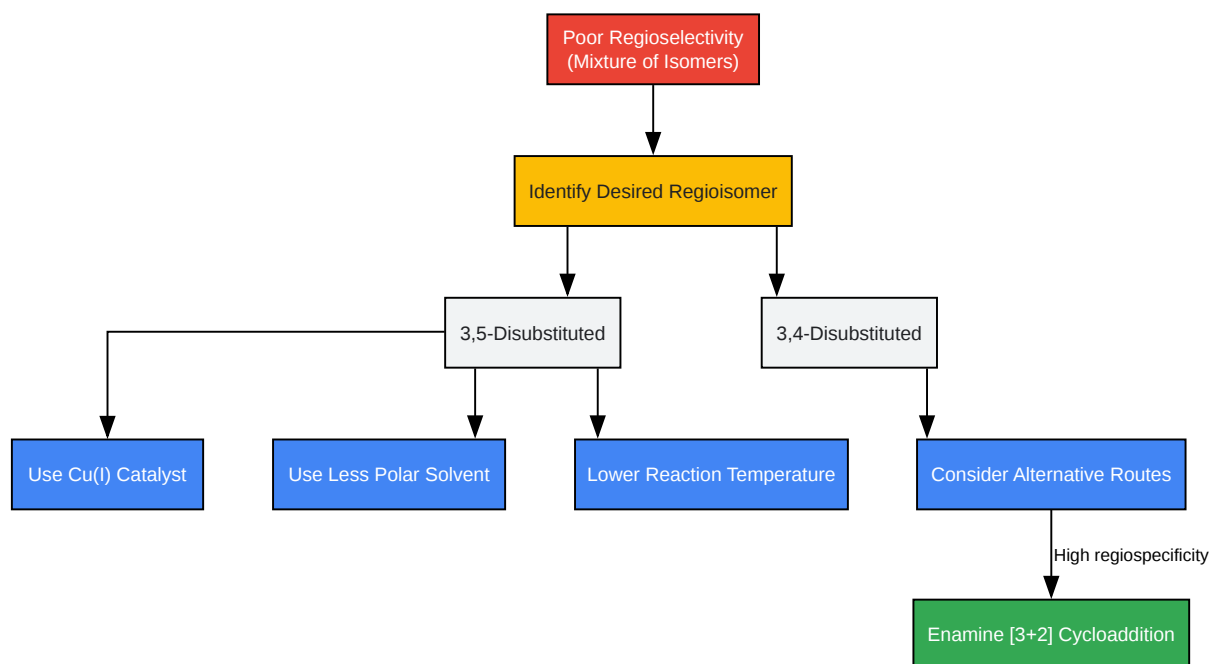 Poor Regioselectivity
(Mixture of Isomers)
Identify Desired Regioisomer
3,5-Disubstituted
3,4-Disubstituted
Use Cu(I) Catalyst
Use Less Polar Solvent
Lower Reaction Temperature
Consider Alternative Routes
High regiospecificity
Enamine [3+2] Cycloaddition